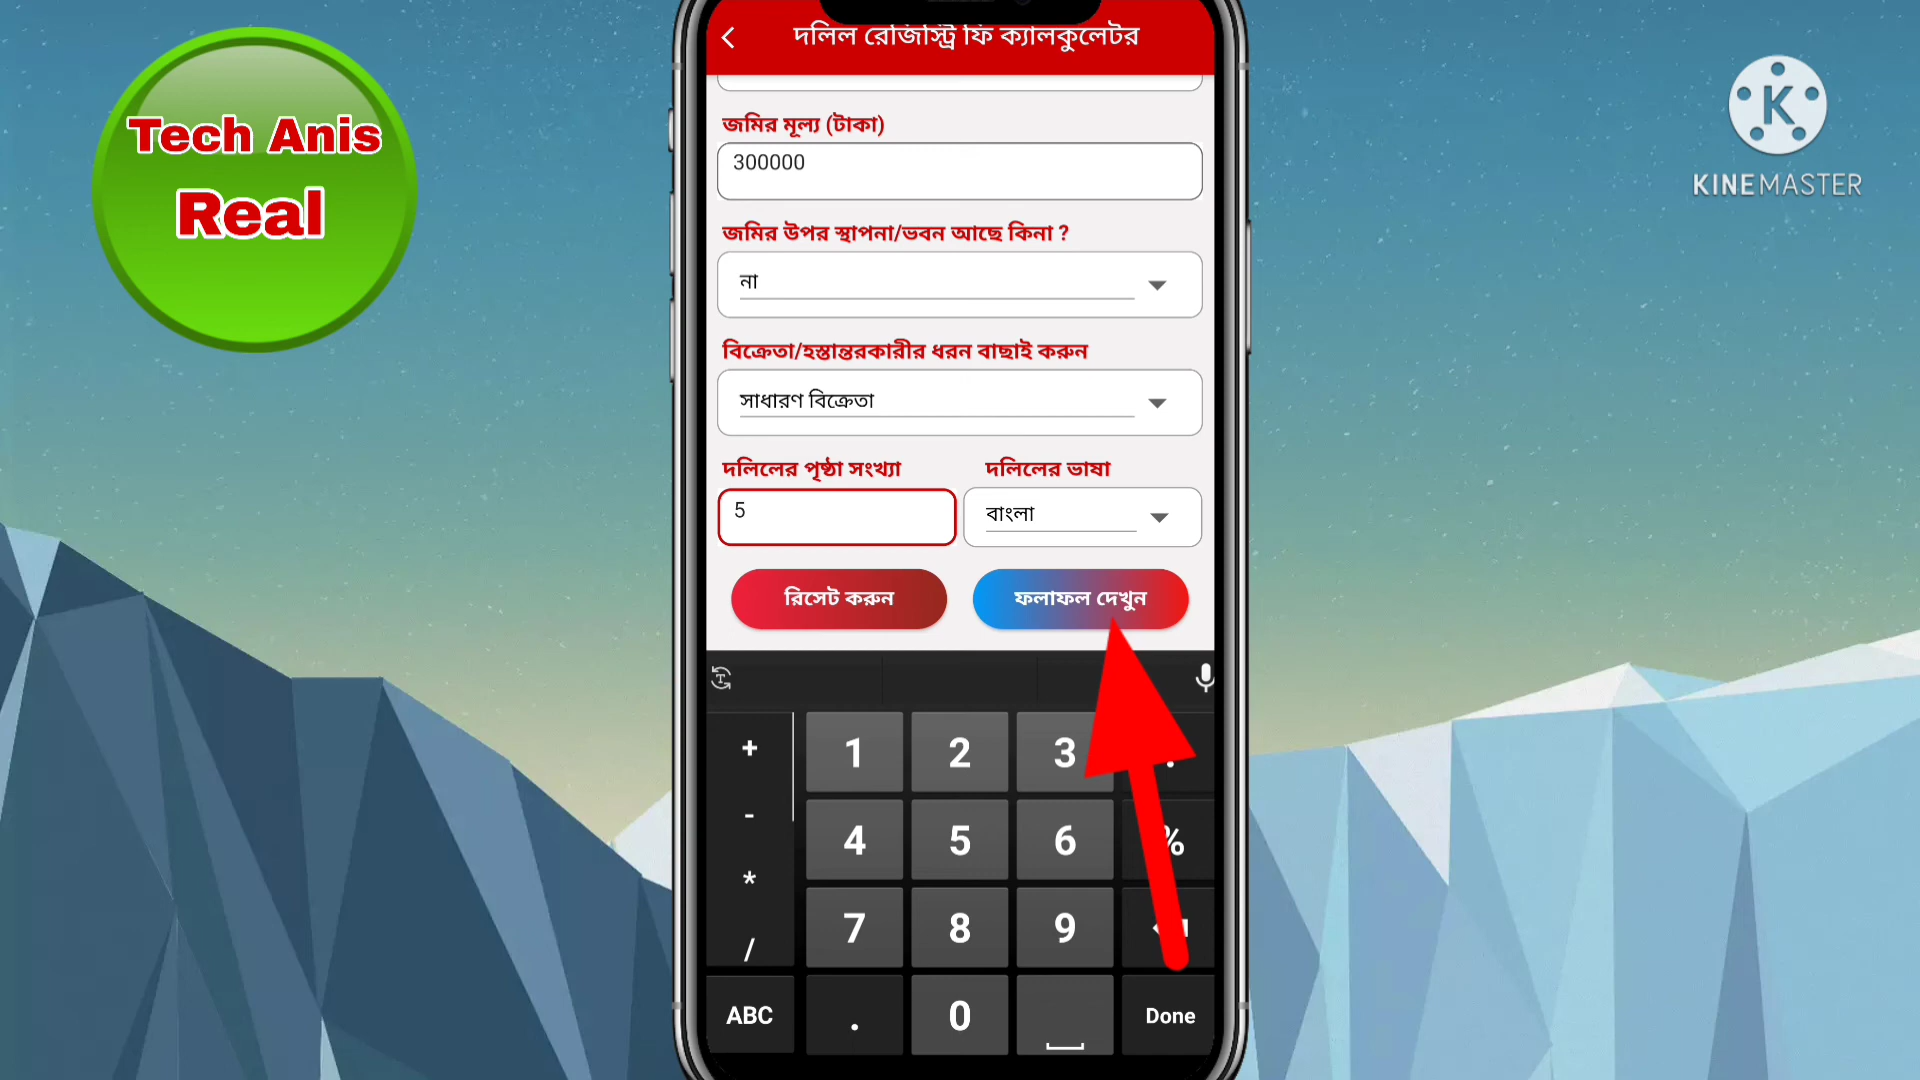 Tech Anis
Real
KINEMASTER
দলিল রেজিস্ট্রি ফি ক্যালকুলেটর
জমির মূল্য (টাকা)
300000
জমির উপর স্থাপনা/ভবন আছে কিনা ?
না
বিক্রেতা/হস্তান্তরকারীর ধরন বাছাই করুন
সাধারণ বিক্রেতা
দলিলের পৃষ্ঠা সংখ্যা দলিলের ভাষা
5 বাংলা
রিসেট করুন ফলাফল দেখুন
+ 1 2 3
- 4 5 6 %
* 7 8 9
/
ABC . 0 Done